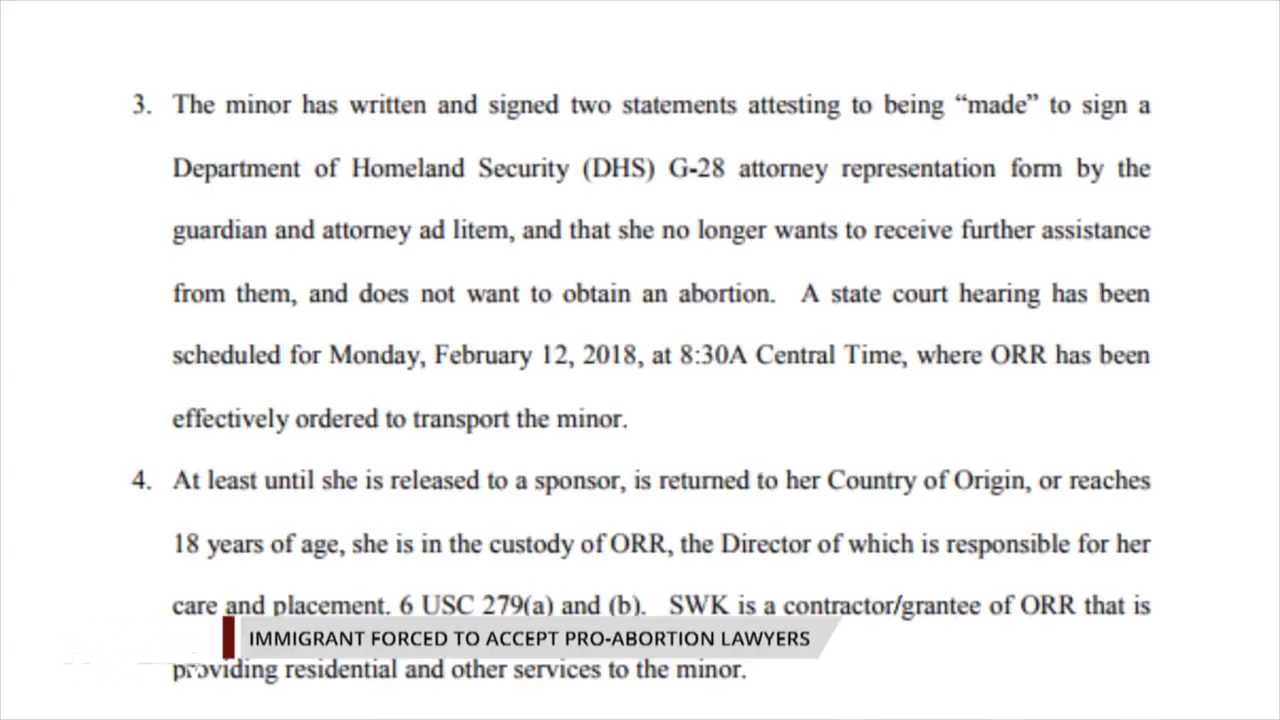 3. The minor has written and signed two statements attesting to being “made” to sign a
Department of Homeland Security (DHS) G-28 attorney representation form by the
guardian and attorney ad litem, and that she no longer wants to receive further assistance
from them, and does not want to obtain an abortion. A state court hearing has been
scheduled for Monday, February 12, 2018, at 8:30A Central Time, where ORR has been
effectively ordered to transport the minor.
4. At least until she is released to a sponsor, is returned to her Country of Origin, or reaches
18 years of age, she is in the custody of ORR, the Director of which is responsible for her
care and placement. 6 USC 279(a) and (b). SWK is a contractor/grantee of ORR that is
IMMIGRANT FORCED TO ACCEPT PRO-ABORTION LAWYERS
providing residential and other services to the minor.